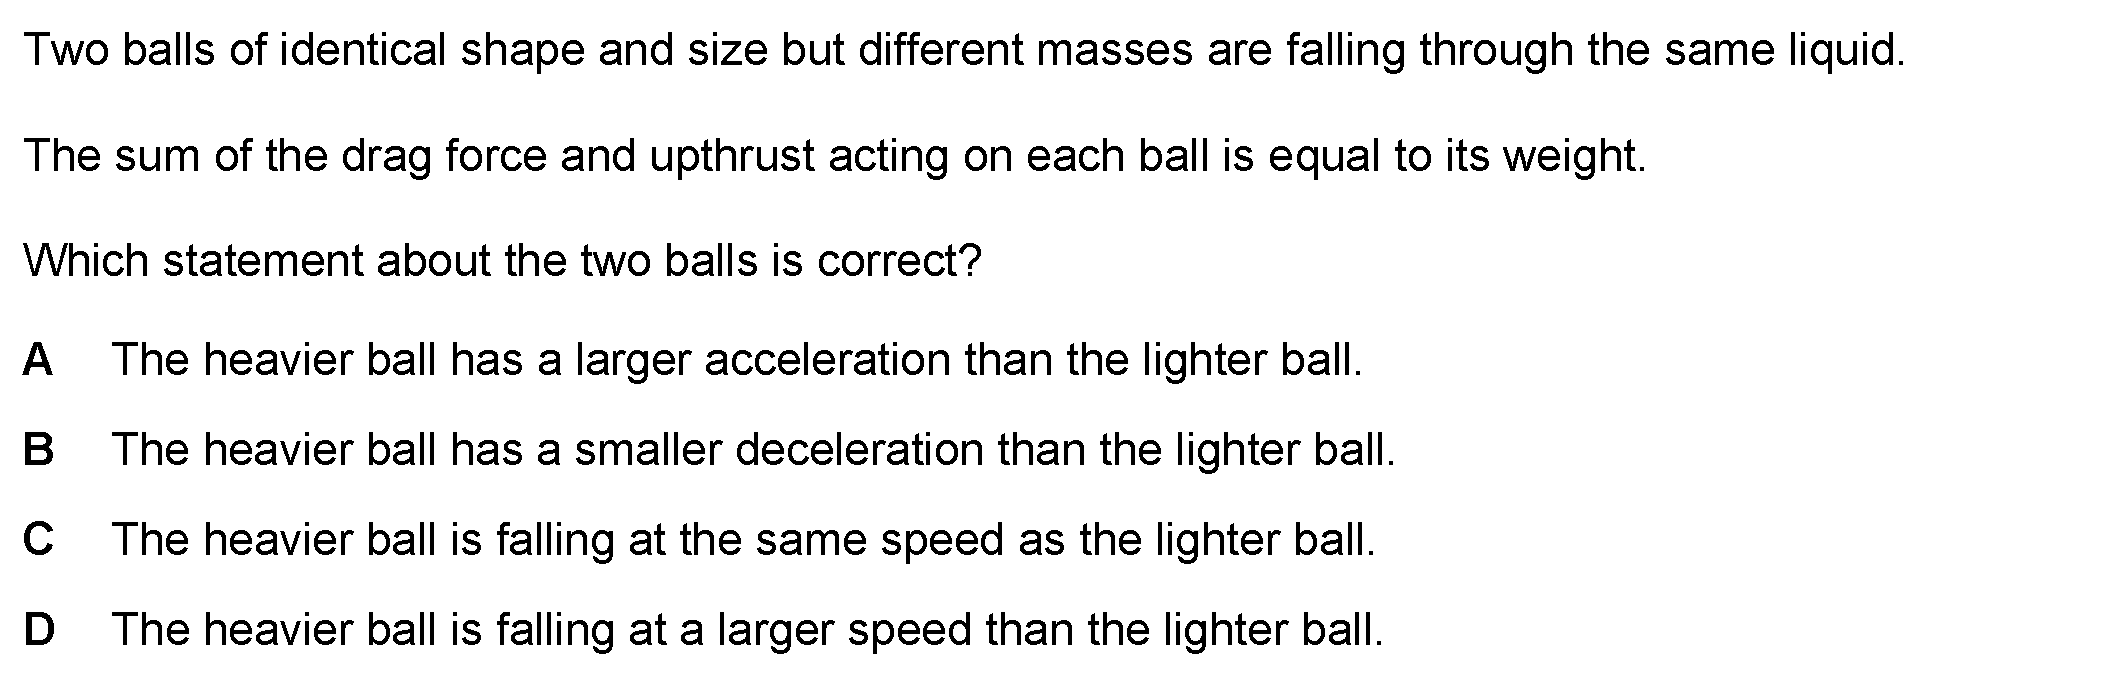 Two balls of identical shape and size but different masses are falling through the same liquid.
The sum of the drag force and upthrust acting on each ball is equal to its weight.
Which statement about the two balls is correct?
A The heavier ball has a larger acceleration than the lighter ball.
B The heavier ball has a smaller deceleration than the lighter ball.
C The heavier ball is falling at the same speed as the lighter ball.
D The heavier ball is falling at a larger speed than the lighter ball.